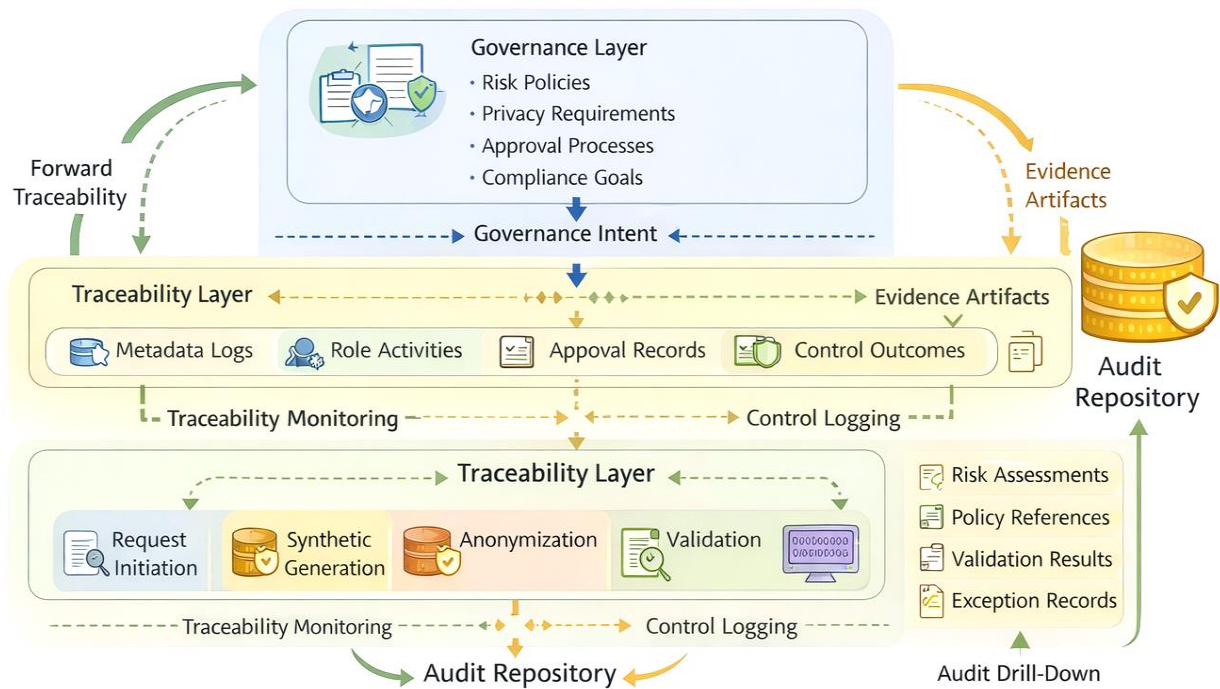 Governance Layer
· Risk Policies
· Privacy Requirements
· Approval Processes
· Compliance Goals
Forward
Traceability
Evidence
Artifacts
Governance Intent
Traceability Layer
Evidence Artifacts
Metadata Logs
Role Activities
Appoval Records
Control Outcomes
Audit
Repository
Traceability Monitoring
Control Logging
Traceability Layer
Request
Initiation
Synthetic
Generation
Anonymization
Validation
Risk Assessments
Policy References
Validation Results
Exception Records
Traceability Monitoring
Control Logging
Audit Repository
Audit Drill-Down